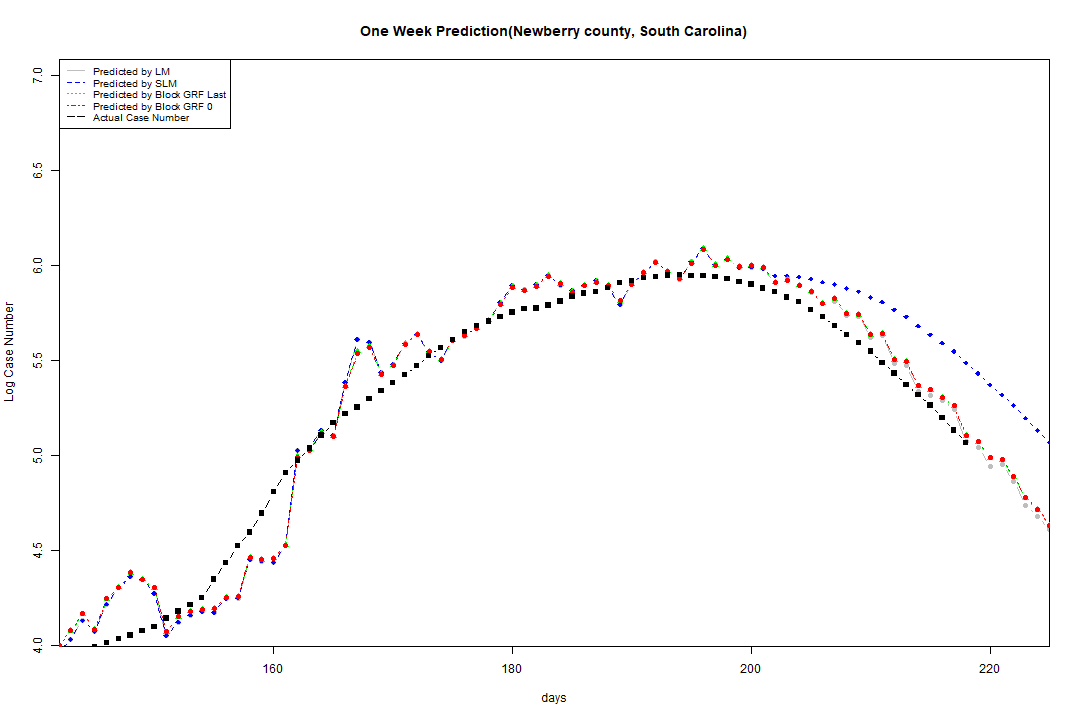 One Week Prediction(Newberry county, South Carolina)
Predicted by LM
Predicted by SLM
Predicted by Block GRF Last
Predicted by Block GRF 0
Actual Case Number
7.0
6.5
6.0
5.5
5.0
4.5
4.0
Log Case Number
160 180 200 220
days